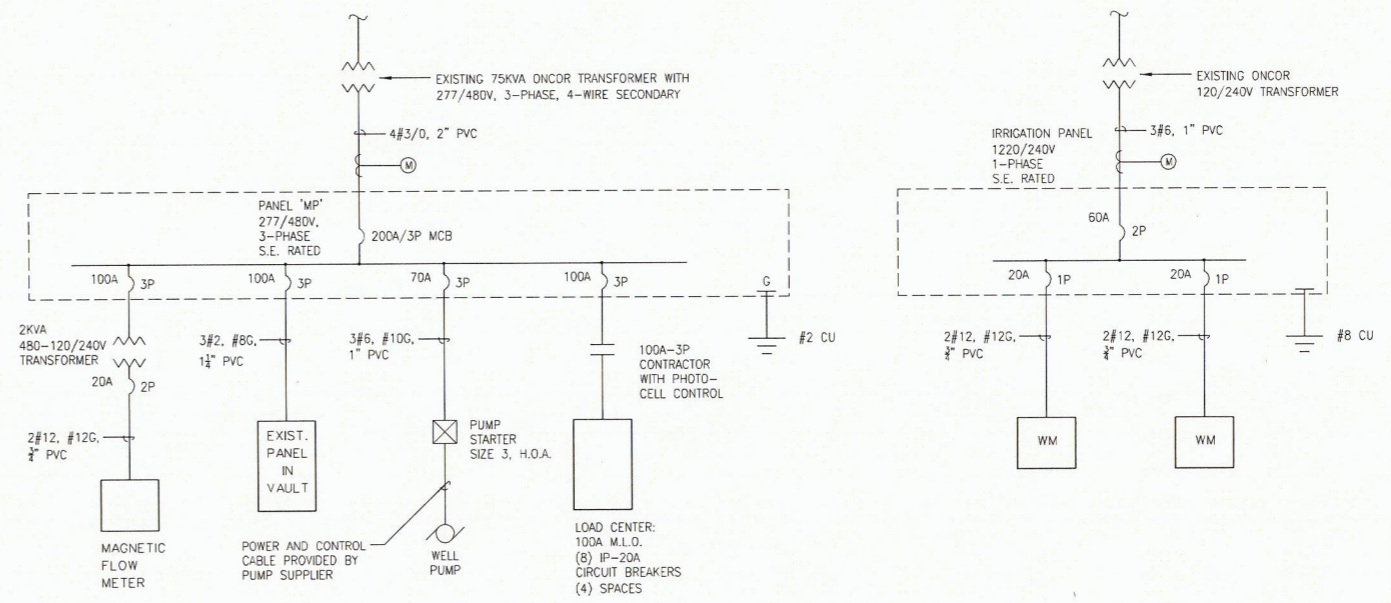 EXISTING 75KVA ONCOR TRANSFORMER WITH
277/480V, 3-PHASE, 4-WIRE SECONDARY
4#3/0, 2" PVC
M
PANEL 'MP'
277/480V,
3-PHASE
S.E. RATED
200A/3P MCB
100A 3P
100A 3P
70A 3P
100A 3P
G
#2 CU
2KVA
480-120/240V
TRANSFORMER
20A 2P
2#12, #12G,
3/4" PVC
MAGNETIC
FLOW
METER
3#2, #8G,
1 1/4" PVC
EXIST.
PANEL
IN
VAULT
3#6, #10G,
1" PVC
PUMP
STARTER
SIZE 3, H.O.A.
POWER AND CONTROL
CABLE PROVIDED BY
PUMP SUPPLIER
WELL
PUMP
100A-3P
CONTRACTOR
WITH PHOTO-
CELL CONTROL
LOAD CENTER:
100A M.L.O.
(8) IP-20A
CIRCUIT BREAKERS
(4) SPACES
EXISTING ONCOR
120/240V TRANSFORMER
3#6, 1" PVC
M
IRRIGATION PANEL
1220/240V
1-PHASE
S.E. RATED
60A
2P
20A 1P
20A 1P
#8 CU
2#12, #12G,
3/4" PVC
2#12, #12G,
3/4" PVC
WM
WM